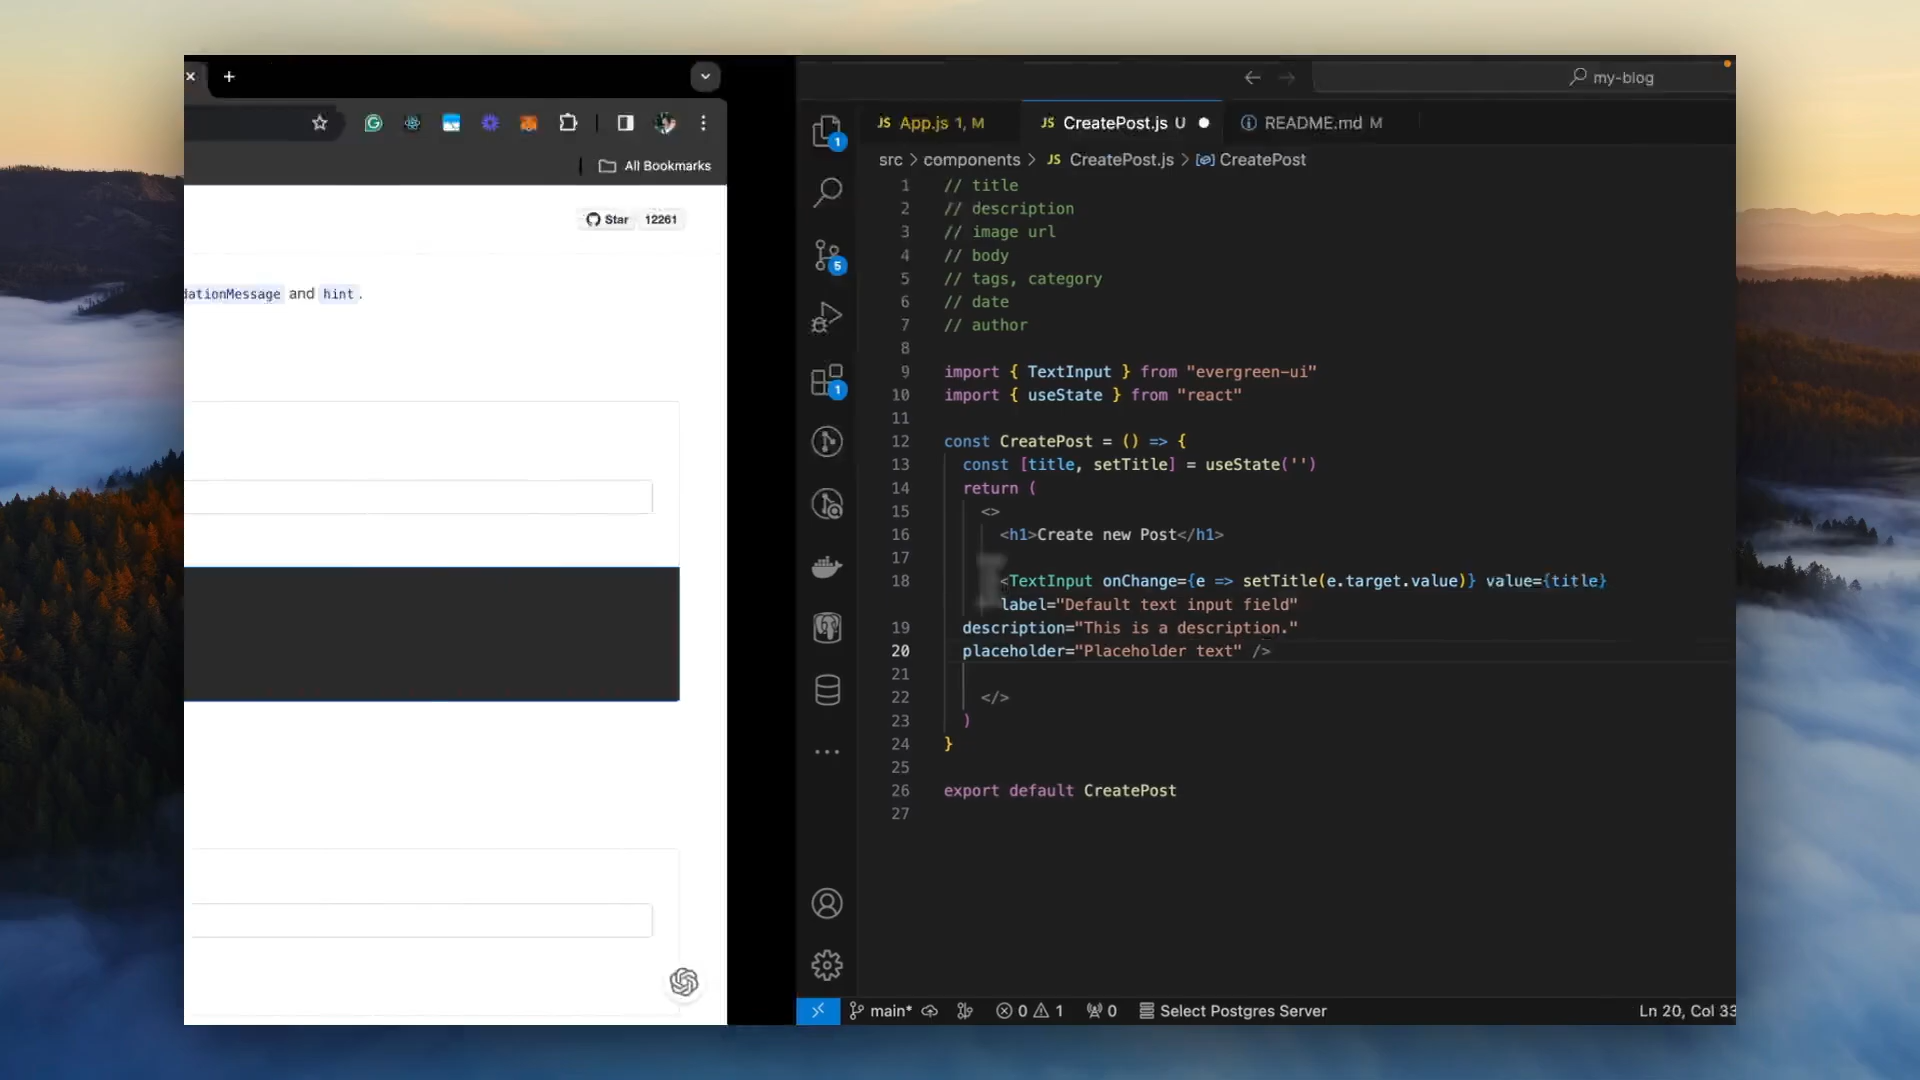 All Bookmarks
Star 12261
dationMessage and hint.
my-blog
JS App.js 1, M
JS CreatePost.js U
README.md M
src > components > JS CreatePost.js > CreatePost
1
5
1
1 // title
2 // description
3 // image url
4 // body
5 // tags, category
6 // date
7 // author
8
9 import { TextInput } from "evergreen-ui"
10 import { useState } from "react"
11
12 const CreatePost = () => {
13 const [title, setTitle] = useState('')
14 return (
15 <>
16 <h1>Create new Post</h1>
17
18 <TextInput onChange={e => setTitle(e.target.value)} value={title}
label="Default text input field"
19 description="This is a description."
20 placeholder="Placeholder text" />
21
22 </>
23 )
24 }
25
26 export default CreatePost
27
main* 0 1 0 Select Postgres Server Ln 20, Col 33